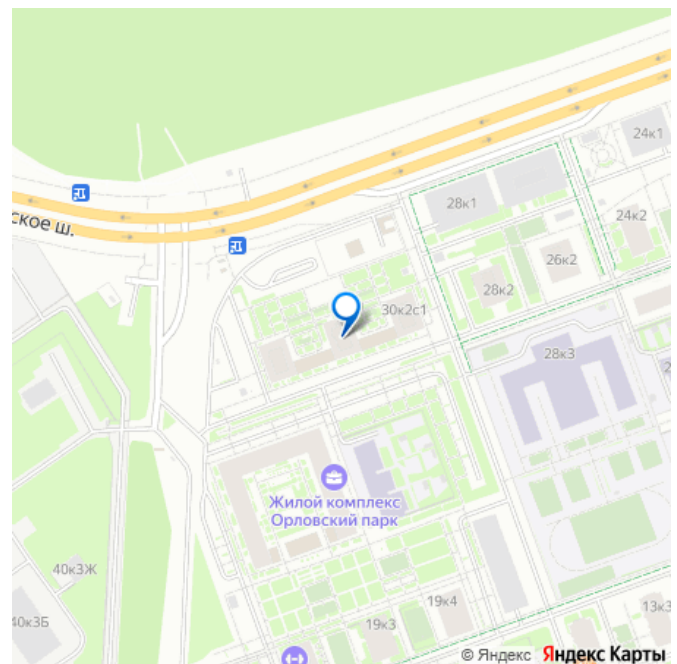 24к1
28к1
ское ш.
24к2
26к2
28к2
30к2с1
28к3
Жилой комплекс
Орловский парк
40к3Ж
40к3Б
19к4
19к3
13к3
© Яндекс Яндекс Карты